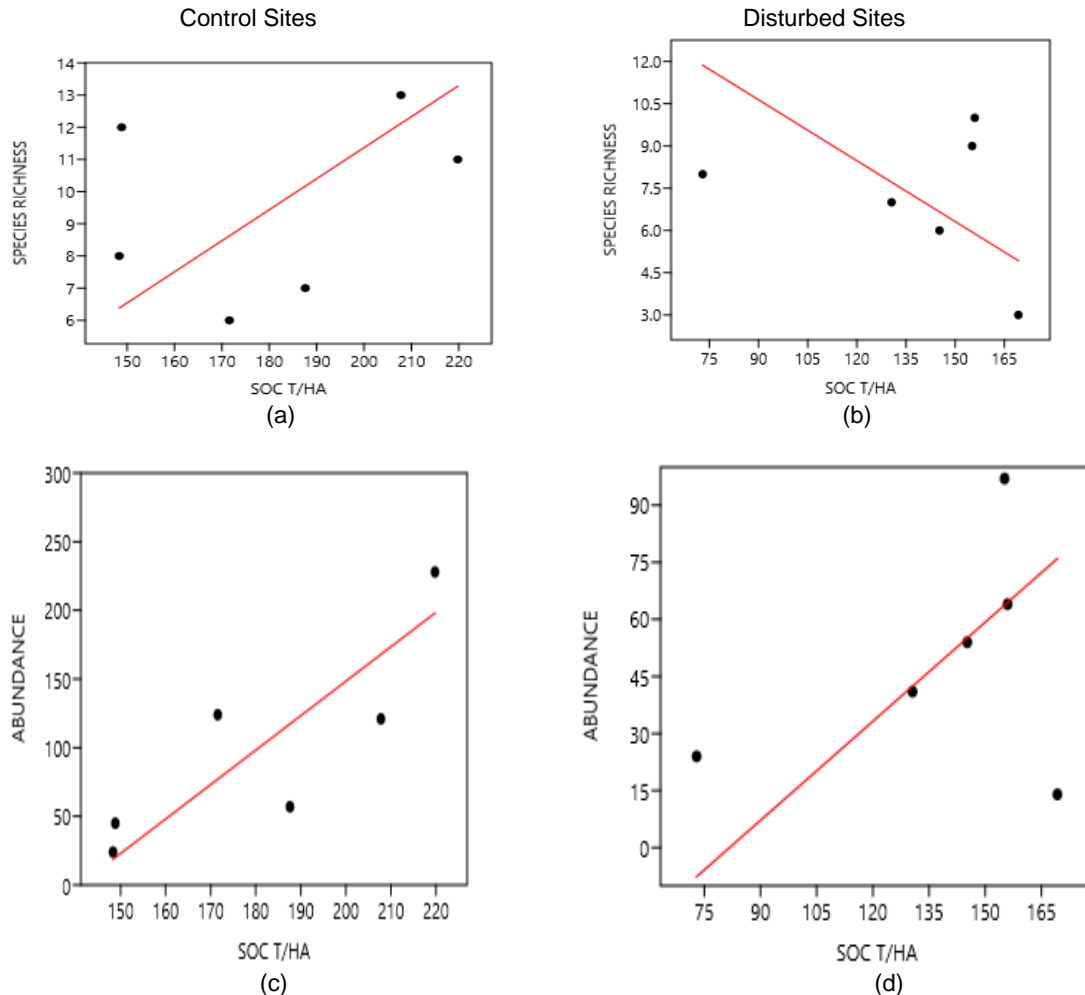 Control Sites
Disturbed Sites
14
13
12
11
10
9
8
7
6
SPECIES RICHNESS
150 160 170 180 190 200 210 220
SOC T/HA
(a)
12.0
10.5
9.0
7.5
6.0
4.5
3.0
SPECIES RICHNESS
75 90 105 120 135 150 165
SOC T/HA
(b)
300
250
200
150
100
50
0
ABUNDANCE
150 160 170 180 190 200 210 220
SOC T/HA
(c)
90
75
60
45
30
15
0
ABUNDANCE
75 90 105 120 135 150 165
SOC T/HA
(d)